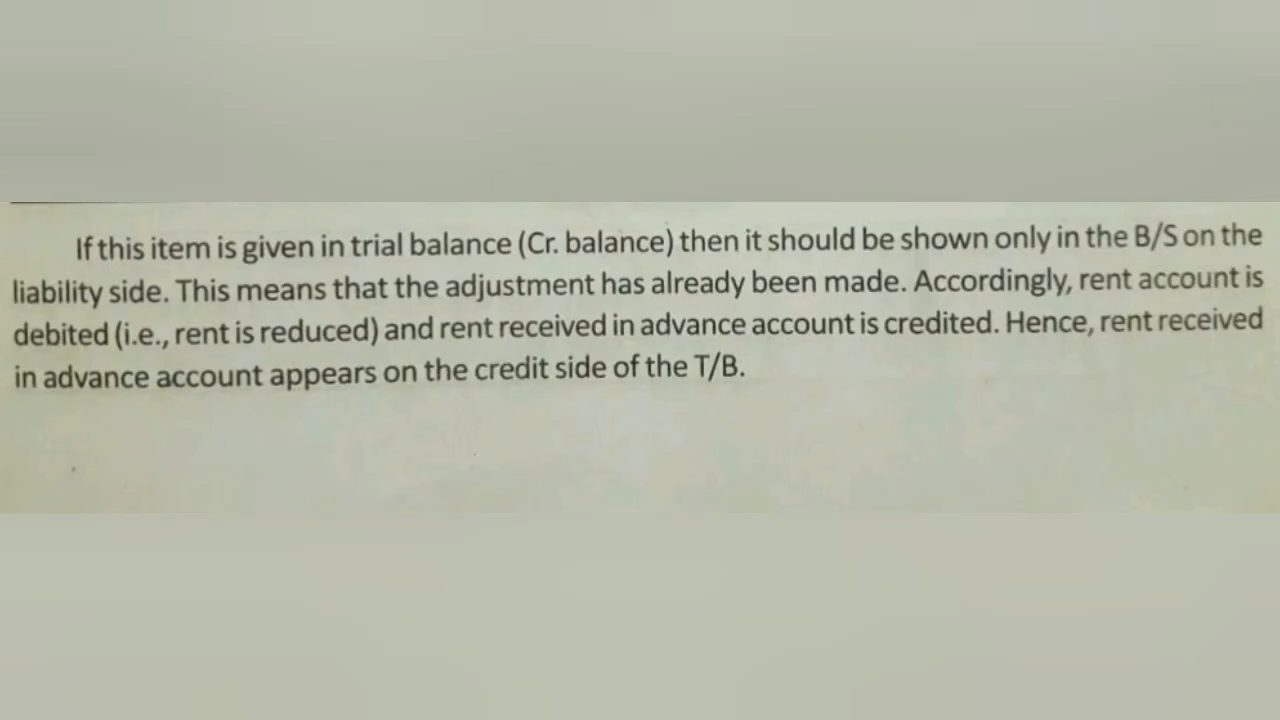 If this item is given in trial balance (Cr. balance) then it should be shown only in the B/S on the
liability side. This means that the adjustment has already been made. Accordingly, rent account is
debited (i.e., rent is reduced) and rent received in advance account is credited. Hence, rent received
in advance account appears on the credit side of the T/B.